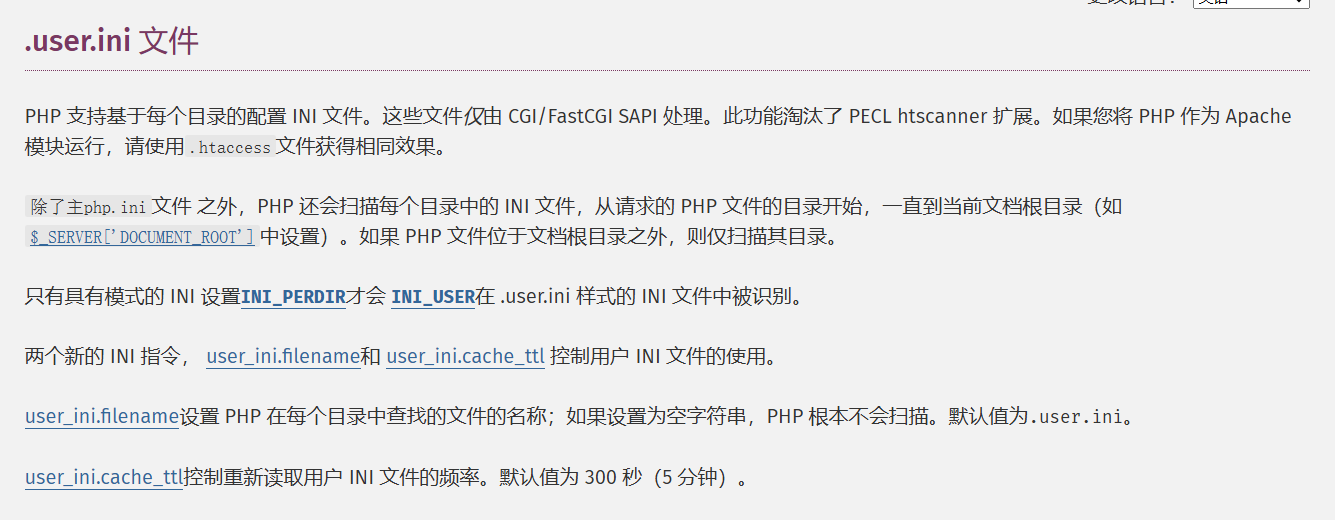 .user.ini 文件
PHP 支持基于每个目录的配置 INI 文件。这些文件仅由 CGI/FastCGI SAPI 处理。此功能淘汰了 PECL htscanner 扩展。如果您将 PHP 作为 Apache
模块运行，请使用.htaccess文件获得相同效果。
除了主php.ini文件 之外，PHP 还会扫描每个目录中的 INI 文件，从请求的 PHP 文件的目录开始，一直到当前文档根目录（如
$_SERVER['DOCUMENT_ROOT']中设置）。如果 PHP 文件位于文档根目录之外，则仅扫描其目录。
只有具有模式的 INI 设置INI_PERDIR才会 INI_USER在 .user.ini 样式的 INI 文件中被识别。
两个新的 INI 指令， user_ini.filename和 user_ini.cache_ttl 控制用户 INI 文件的使用。
user_ini.filename设置 PHP 在每个目录中查找的文件的名称；如果设置为空字符串，PHP 根本不会扫描。默认值为.user.ini。
user_ini.cache_ttl控制重新读取用户 INI 文件的频率。默认值为 300 秒（5 分钟）。